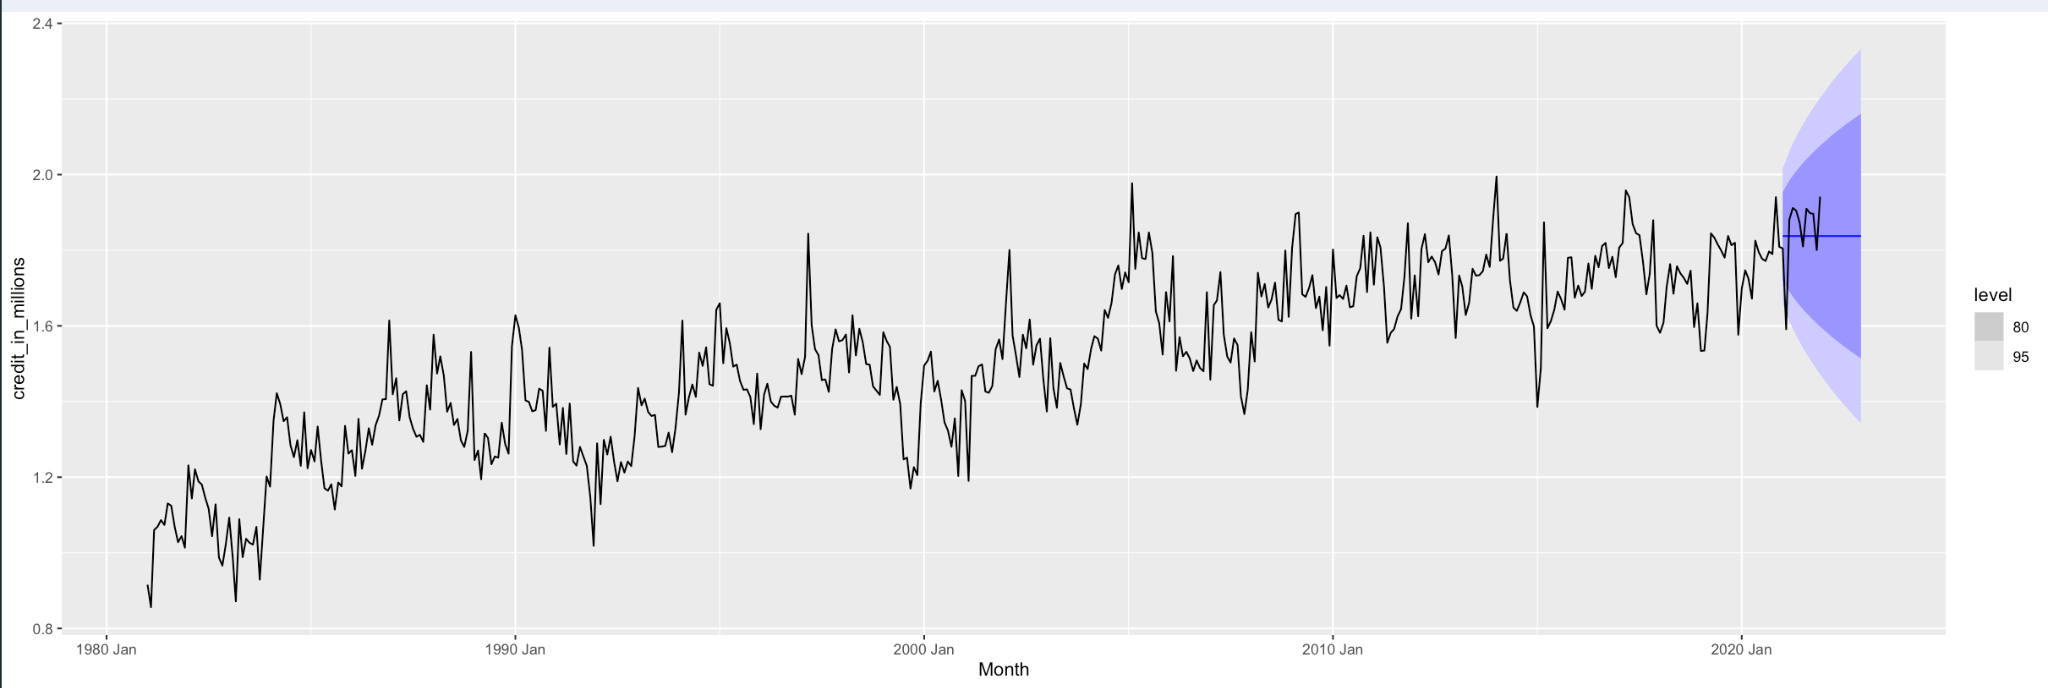 2.4
2.0
1.6
1.2
0.8
credit_in_millions
1980 Jan
1990 Jan
2000 Jan
2010 Jan
2020 Jan
Month
level
80
95